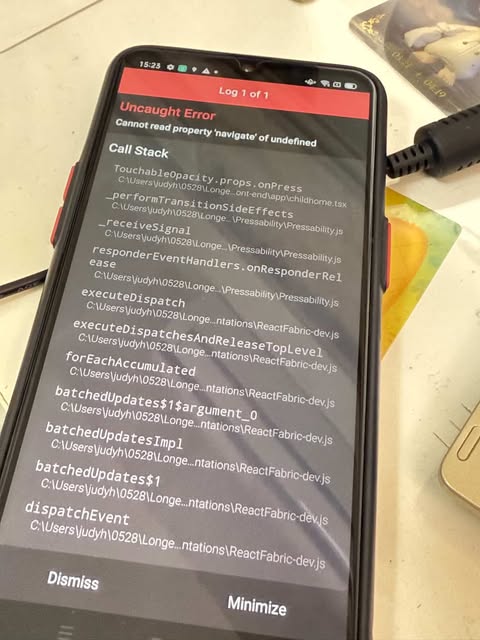 15:23
Log 1 of 1
Uncaught Error
Cannot read property 'navigate' of undefined
Call Stack
TouchableOpacity.props.onPress
C:\Users\judyh\0528\Longe...ont-end\app\childhome.tsx
_performTransitionSideEffects
C:\Users\judyh\0528\Longe...\Pressability\Pressability.js
_receiveSignal
C:\Users\judyh\0528\Longe...\Pressability\Pressability.js
responderEventHandlers.onResponderRel
ease
C:\Users\judyh\0528\Longe...\Pressability\Pressability.js
executeDispatch
C:\Users\judyh\0528\Longe...ntations\ReactFabric-dev.js
executeDispatchesAndReleaseTopLevel
C:\Users\judyh\0528\Longe...ntations\ReactFabric-dev.js
forEachAccumulated
C:\Users\judyh\0528\Longe...ntations\ReactFabric-dev.js
batchedUpdates$1$argument_0
C:\Users\judyh\0528\Longe...ntations\ReactFabric-dev.js
batchedUpdatesImpl
C:\Users\judyh\0528\Longe...ntations\ReactFabric-dev.js
batchedUpdates$1
C:\Users\judyh\0528\Longe...ntations\ReactFabric-dev.js
dispatchEvent
C:\Users\judyh\0528\Longe...ntations\ReactFabric-dev.js
Dismiss
Minimize